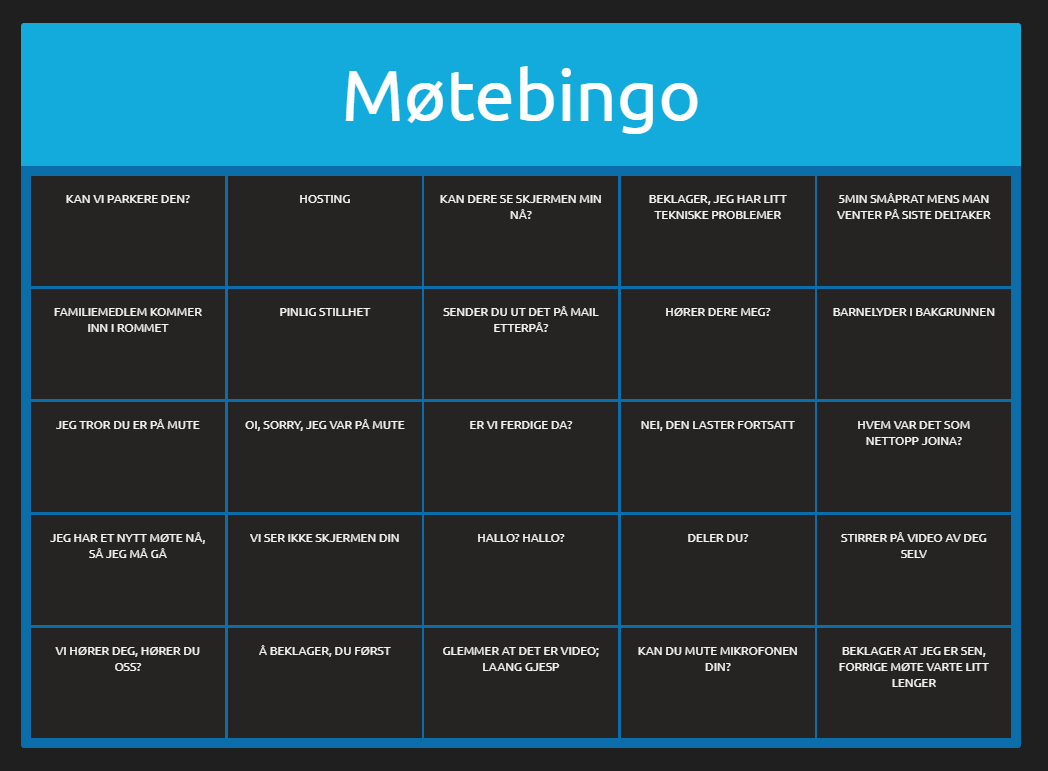 Møtebingo
KAN VI PARKERE DEN?
HOSTING
KAN DERE SE SKJERMEN MIN
NÅ?
BEKLAGER, JEG HAR LITT
TEKNISKE PROBLEMER
5MIN SMÅPRAT MENS MAN
VENTER PÅ SISTE DELTAKER
FAMILIEMEDLEM KOMMER
INN I ROMMET
PINLIG STILLHET
SENDER DU UT DET PÅ MAIL
ETTERPÅ?
HØRER DERE MEG?
BARNELYDER I BAKGRUNNEN
JEG TROR DU ER PÅ MUTE
OI, SORRY, JEG VAR PÅ MUTE
ER VI FERDIGE DA?
NEI, DEN LASTER FORTSATT
HVEM VAR DET SOM
NETTOPP JOINA?
JEG HAR ET NYTT MØTE NÅ,
SÅ JEG MÅ GÅ
VI SER IKKE SKJERMEN DIN
HALLO? HALLO?
DELER DU?
STIRRER PÅ VIDEO AV DEG
SELV
VI HØRER DEG, HØRER DU
OSS?
Å BEKLAGER, DU FØRST
GLEMMER AT DET ER VIDEO;
LAANG GJESP
KAN DU MUTE MIKROFONEN
DIN?
BEKLAGER AT JEG ER SEN,
FORRIGE MØTE VARTE LITT
LENGER